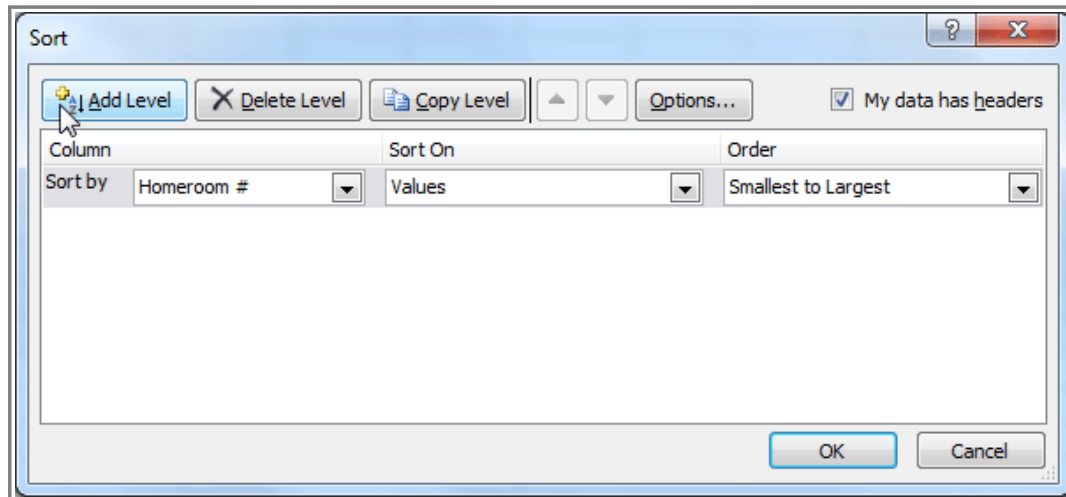 Sort
Add Level Delete Level Copy Level Options... My data has headers
Column Sort On Order
Sort by Homeroom # Values Smallest to Largest
OK Cancel